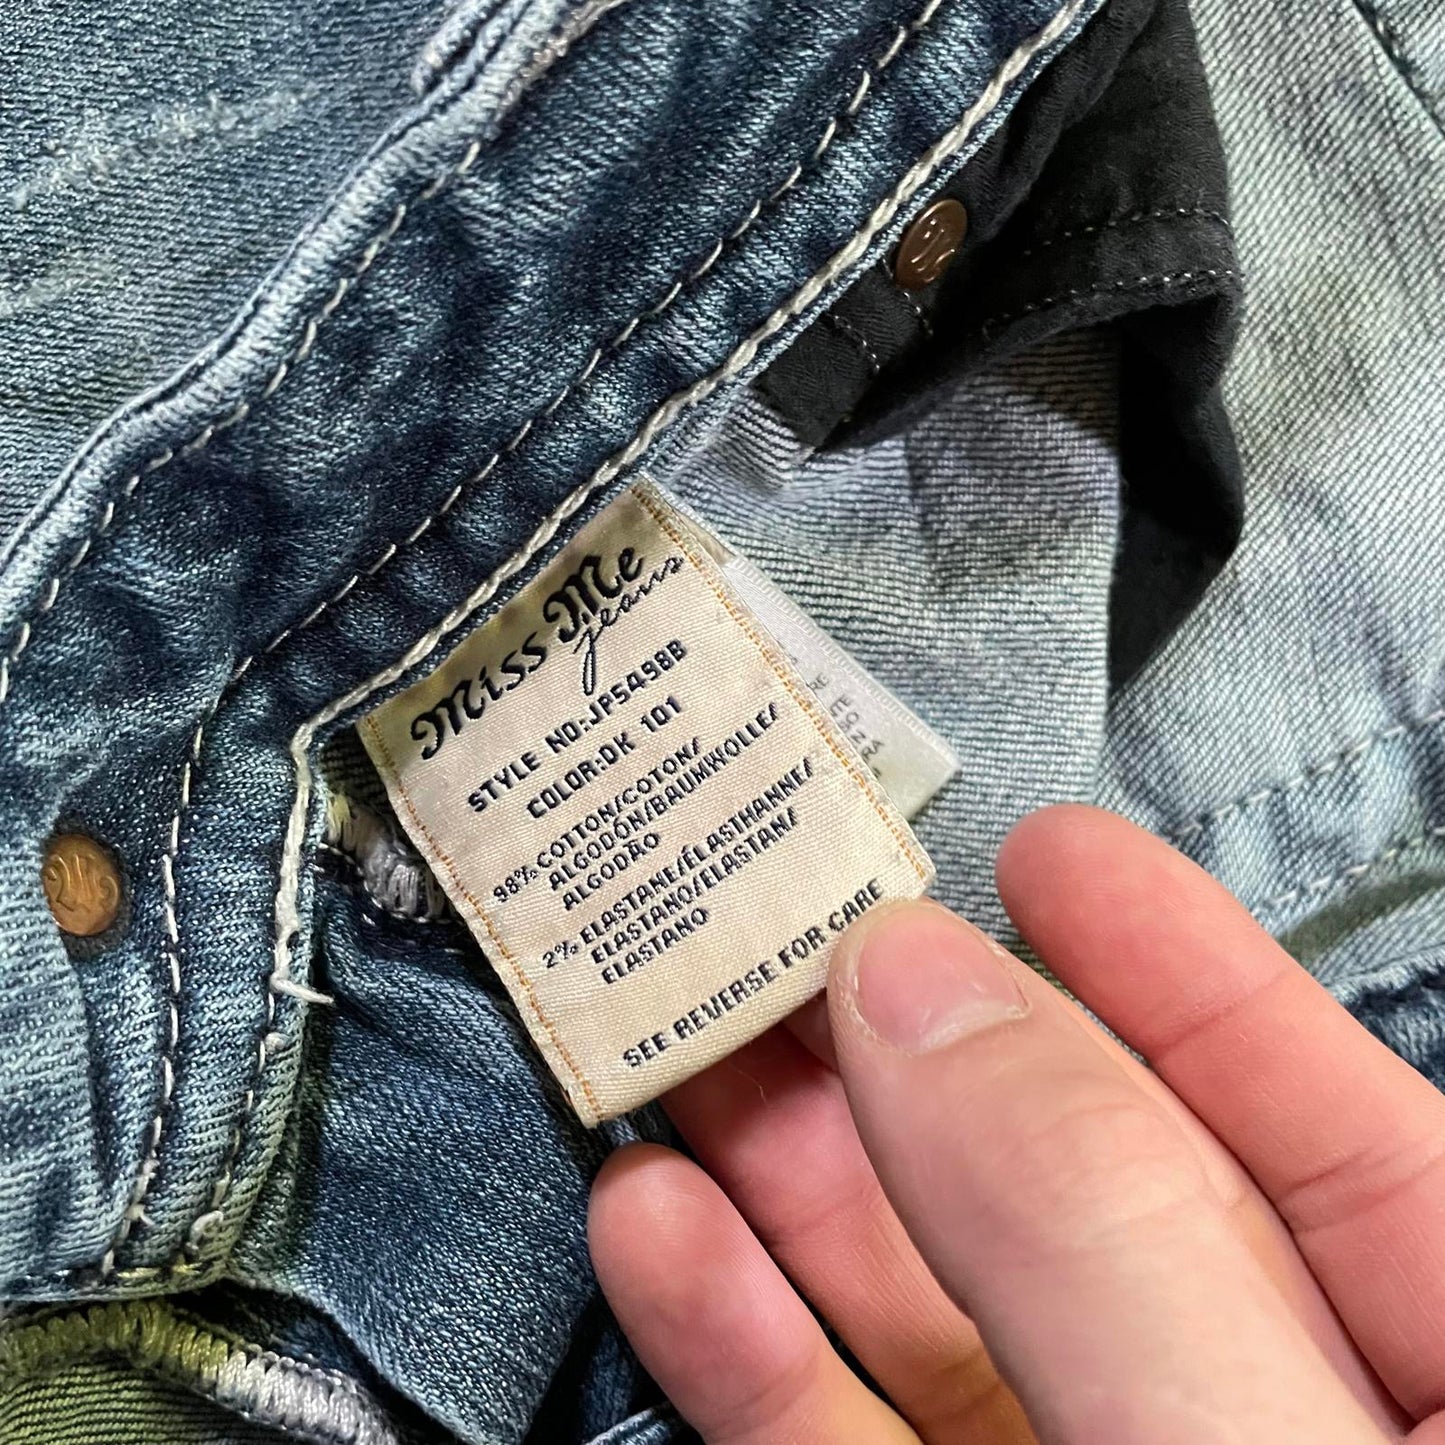 Miss Me
jeans
STYLE NO:JP5498B
COLOR:DK 101
98% COTTON/COTON/
ALGODÓN/BAUMWOLLE/
ALGODÃO
2% ELASTANE/ÉLASTHANNE/
ELASTANO/ELASTAN/
ELASTANO
SEE REVERSE FOR CARE
M
M